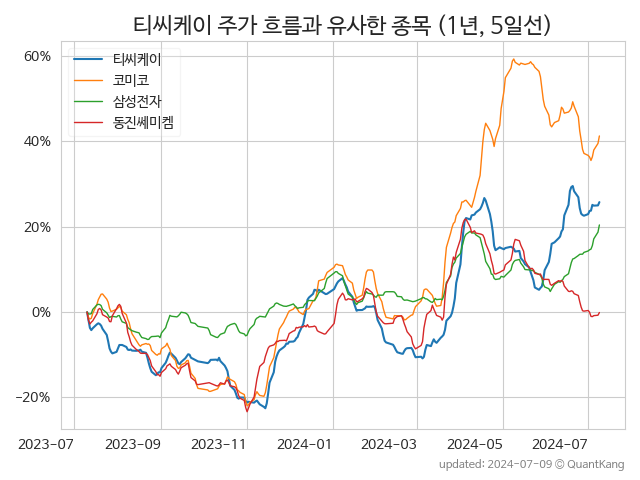 티씨케이 주가 흐름과 유사한 종목 (1년, 5일선)
티씨케이
코미코
삼성전자
동진쎄미켐
60%
40%
20%
0%
−20%
2023-07 2023-09 2023-11 2024-01 2024-03 2024-05 2024-07
updated: 2024-07-09 © QuantKang